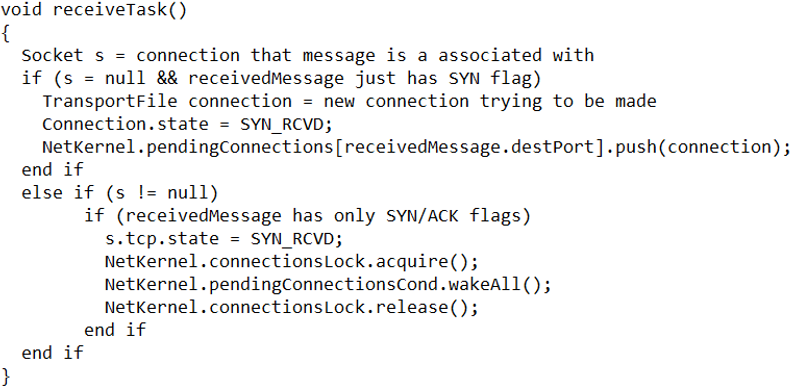 void receiveTask()
{
  Socket s = connection that message is a associated with
  if (s = null && receivedMessage just has SYN flag)
    TransportFile connection = new connection trying to be made
    Connection.state = SYN_RCVD;
    NetKernel.pendingConnections[receivedMessage.destPort].push(connection);
  end if
  else if (s != null)
        if (receivedMessage has only SYN/ACK flags)
          s.tcp.state = SYN_RCVD;
          NetKernel.connectionsLock.acquire();
          NetKernel.pendingConnectionsCond.wakeAll();
          NetKernel.connectionsLock.release();
        end if
  end if
}